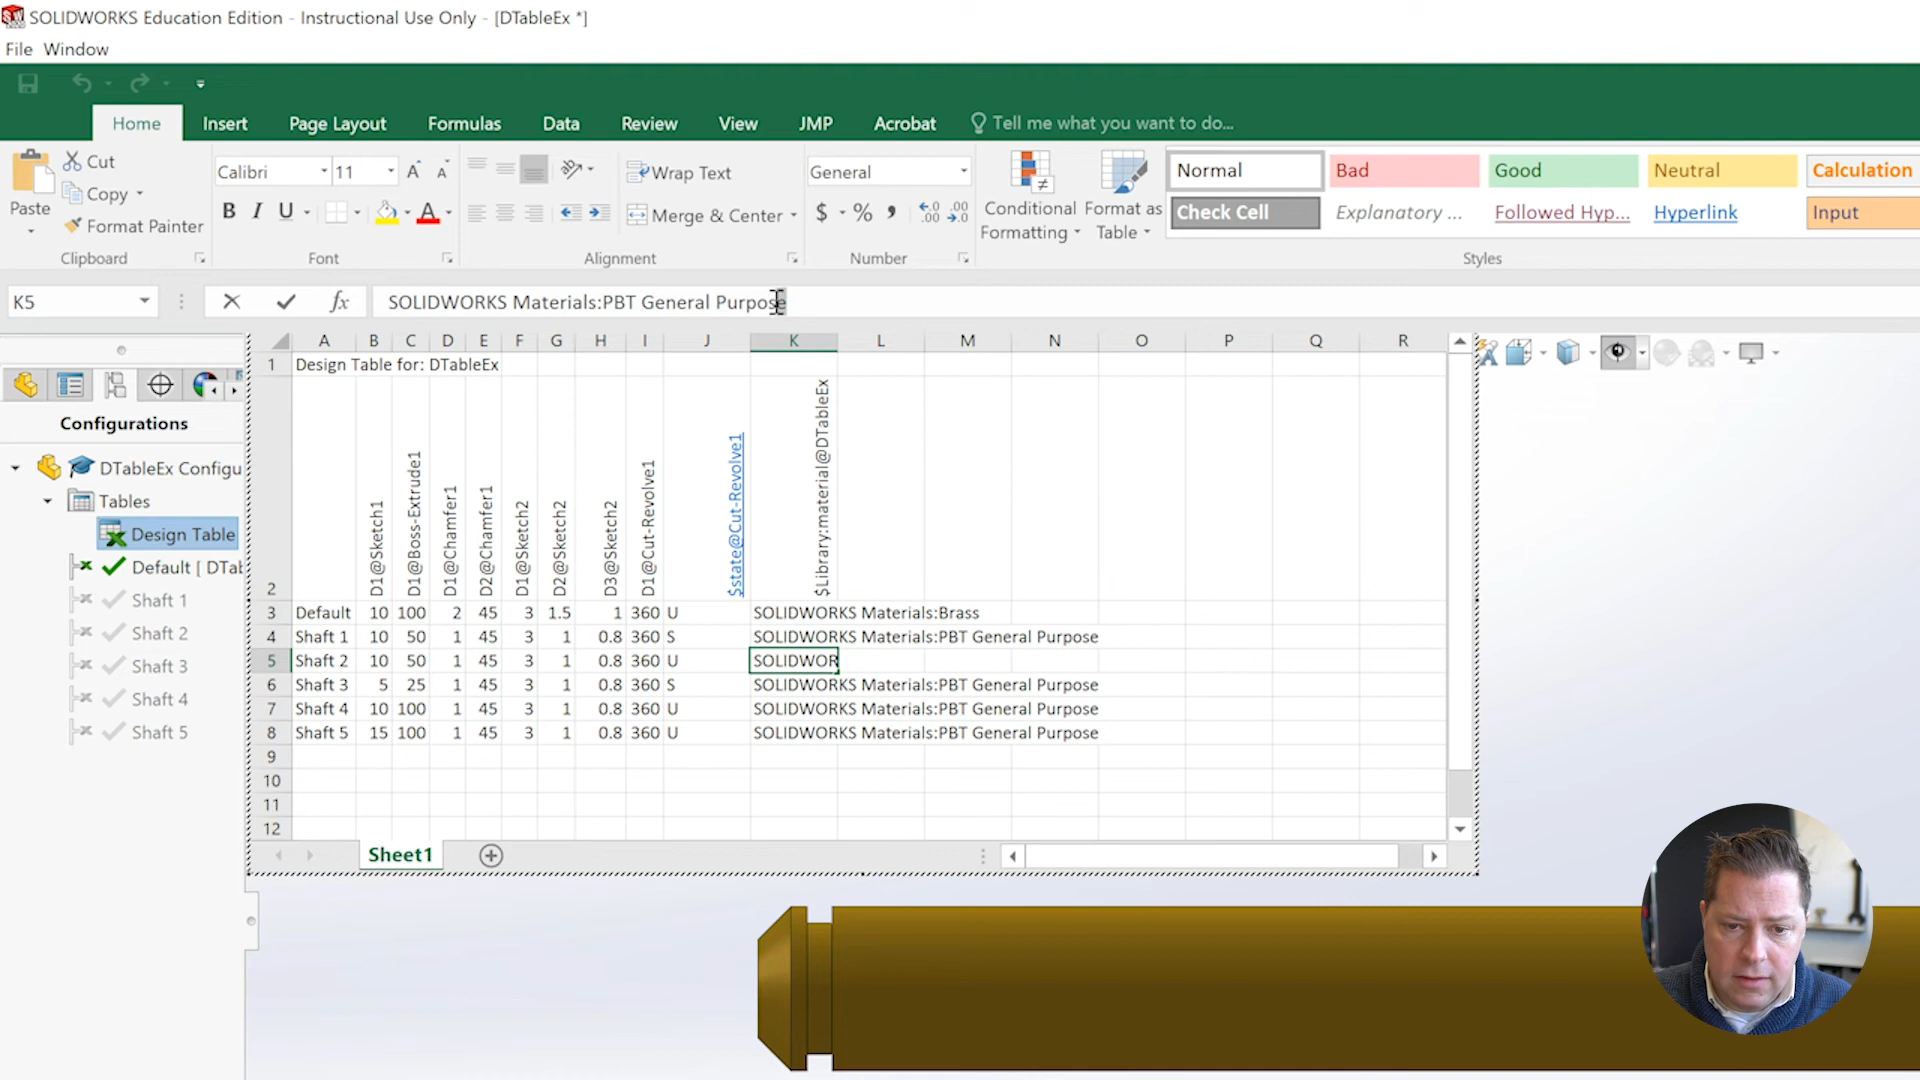 SOLIDWORKS Education Edition - Instructional Use Only - [DTableEx *]
File Window
Home Insert Page Layout Formulas Data Review View JMP Acrobat Tell me what you want to do...
Paste
Cut
Copy
Format Painter
Clipboard
Calibri 11
A A
B I U A
Font
Wrap Text
Merge & Center
Alignment
General
$ % , .00 .00
Number
Conditional Formatting
Format as Table
Normal Bad Good Neutral Calculation
Check Cell Explanatory ... Followed Hyp... Hyperlink Input
Styles
K5 fx SOLIDWORKS Materials:PBT General Purpose
A B C D E F G H I J K L M N O P Q R
1 Design Table for: DTableEx
2 D1@Sketch1 D1@Boss-Extrude1 D1@Chamfer1 D2@Chamfer1 D1@Sketch2 D2@Sketch2 D3@Sketch2 D1@Cut-Revolve1 $state@Cut-Revolve1 $Library:material@DTableEx
3 Default 10 100 2 45 3 1.5 1 360 U SOLIDWORKS Materials:Brass
4 Shaft 1 10 50 1 45 3 1 0.8 360 S SOLIDWORKS Materials:PBT General Purpose
5 Shaft 2 10 50 1 45 3 1 0.8 360 U SOLIDWOR
6 Shaft 3 5 25 1 45 3 1 0.8 360 S SOLIDWORKS Materials:PBT General Purpose
7 Shaft 4 10 100 1 45 3 1 0.8 360 U SOLIDWORKS Materials:PBT General Purpose
8 Shaft 5 15 100 1 45 3 1 0.8 360 U SOLIDWORKS Materials:PBT General Purpose
9
10
11
12
Sheet1
Configurations
DTableEx Configu
Tables
Design Table
Default [ DTab
Shaft 1
Shaft 2
Shaft 3
Shaft 4
Shaft 5